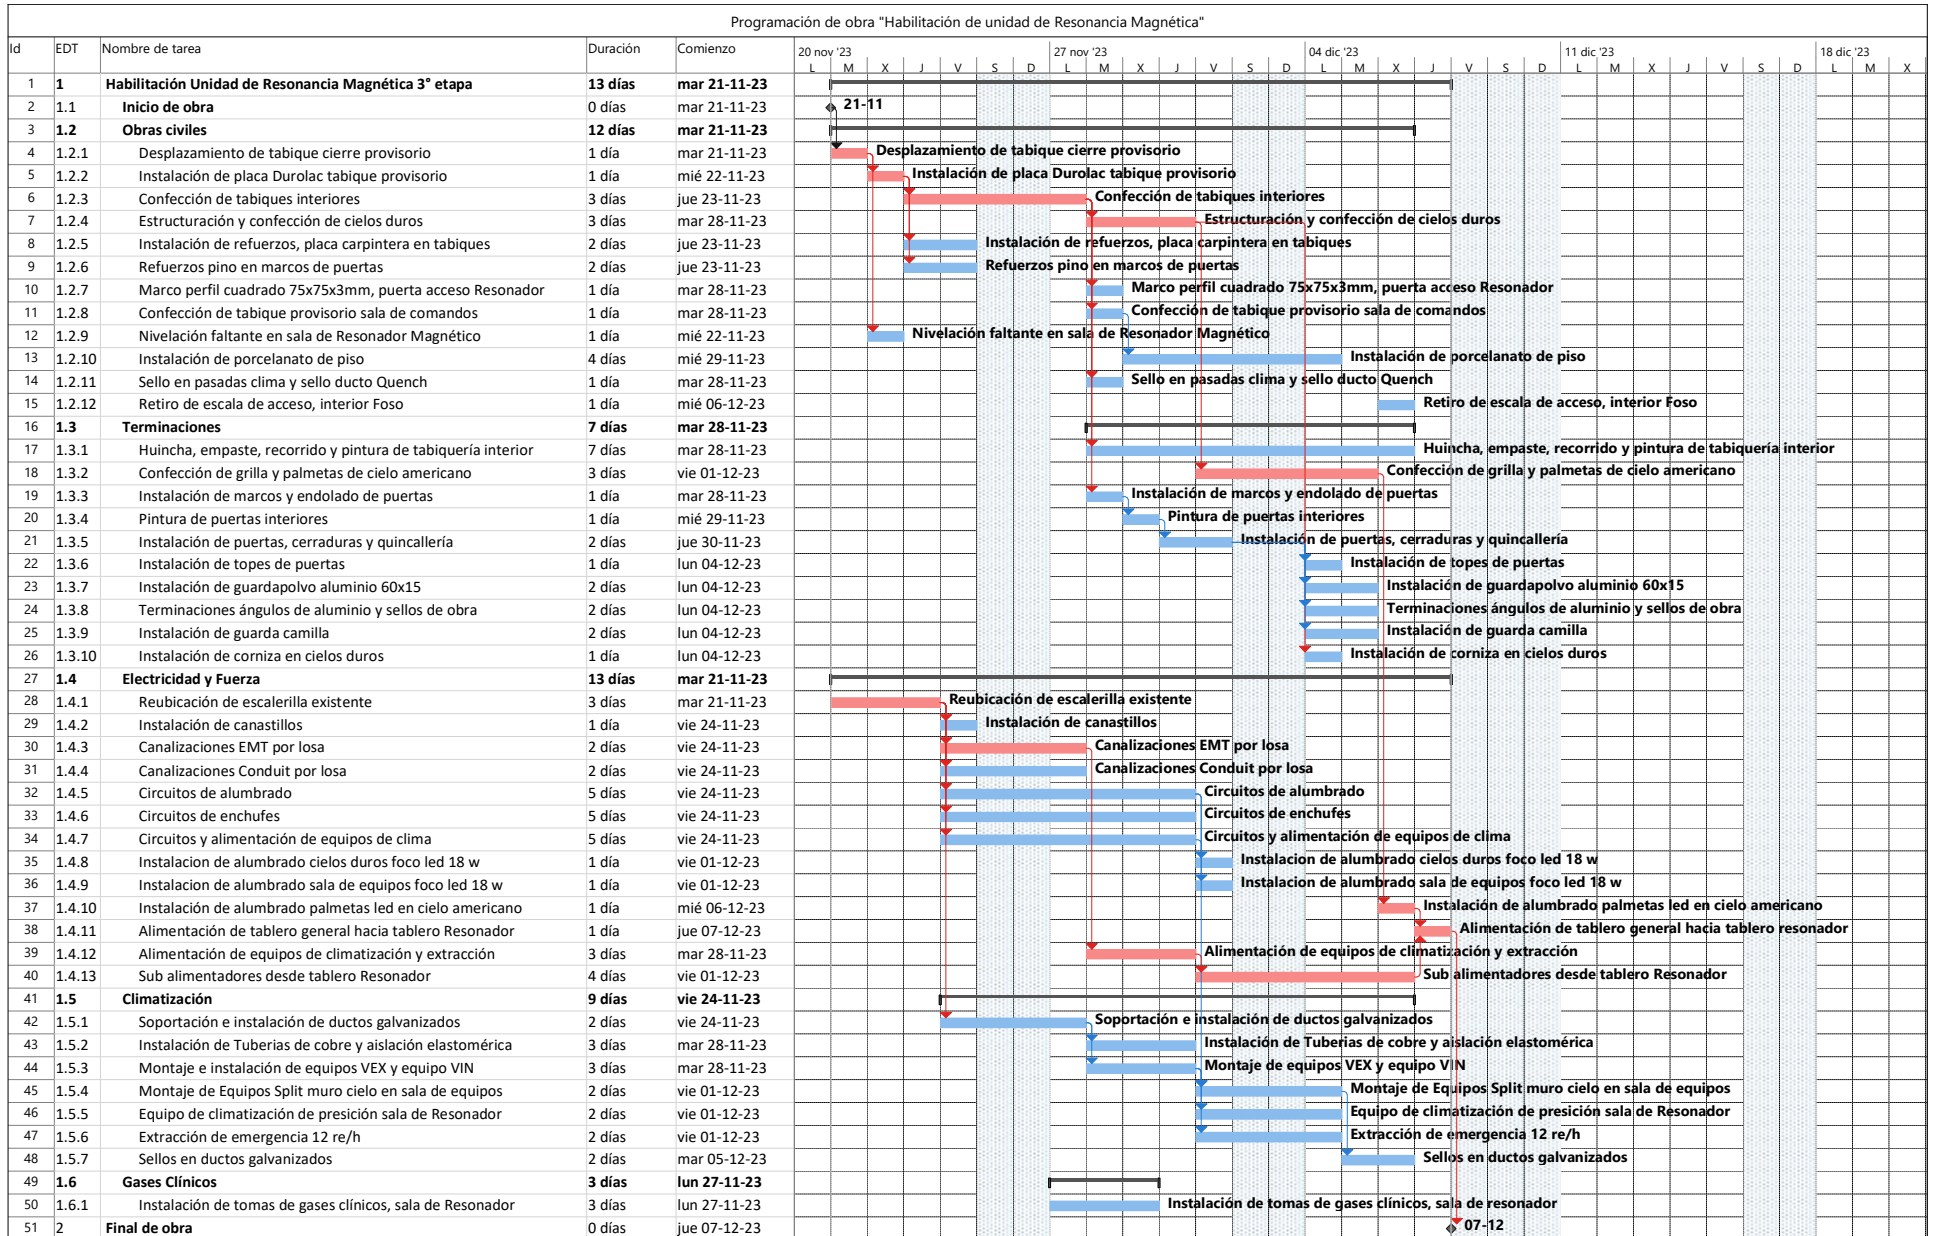 Programación de obra "Habilitación de unidad de Resonancia Magnética"
Id EDT Nombre de tarea Duración Comienzo 20 nov '23 27 nov '23 04 dic '23 11 dic '23 18 dic '23
L M X J V S D L M X J V S D L M X J V S D L M X J V S D L M X
1 1 Habilitación Unidad de Resonancia Magnética 3° etapa 13 días mar 21-11-23
2 1.1 Inicio de obra 0 días mar 21-11-23 21-11
3 1.2 Obras civiles 12 días mar 21-11-23
4 1.2.1 Desplazamiento de tabique cierre provisorio 1 día mar 21-11-23 Desplazamiento de tabique cierre provisorio
5 1.2.2 Instalación de placa Durolac tabique provisorio 1 día mié 22-11-23 Instalación de placa Durolac tabique provisorio
6 1.2.3 Confección de tabiques interiores 3 días jue 23-11-23 Confección de tabiques interiores
7 1.2.4 Estructuración y confección de cielos duros 3 días mar 28-11-23 Estructuración y confección de cielos duros
8 1.2.5 Instalación de refuerzos, placa carpintera en tabiques 2 días jue 23-11-23 Instalación de refuerzos, placa carpintera en tabiques
9 1.2.6 Refuerzos pino en marcos de puertas 2 días jue 23-11-23 Refuerzos pino en marcos de puertas
10 1.2.7 Marco perfil cuadrado 75x75x3mm, puerta acceso Resonador 1 día mar 28-11-23 Marco perfil cuadrado 75x75x3mm, puerta acceso Resonador
11 1.2.8 Confección de tabique provisorio sala de comandos 1 día mar 28-11-23 Confección de tabique provisorio sala de comandos
12 1.2.9 Nivelación faltante en sala de Resonador Magnético 1 día mié 22-11-23 Nivelación faltante en sala de Resonador Magnético
13 1.2.10 Instalación de porcelanato de piso 4 días mié 29-11-23 Instalación de porcelanato de piso
14 1.2.11 Sello en pasadas clima y sello ducto Quench 1 día mar 28-11-23 Sello en pasadas clima y sello ducto Quench
15 1.2.12 Retiro de escala de acceso, interior Foso 1 día mié 06-12-23 Retiro de escala de acceso, interior Foso
16 1.3 Terminaciones 7 días mar 28-11-23
17 1.3.1 Huincha, empaste, recorrido y pintura de tabiquería interior 7 días mar 28-11-23 Huincha, empaste, recorrido y pintura de tabiquería interior
18 1.3.2 Confección de grilla y palmetas de cielo americano 3 días vie 01-12-23 Confección de grilla y palmetas de cielo americano
19 1.3.3 Instalación de marcos y endolado de puertas 1 día mar 28-11-23 Instalación de marcos y endolado de puertas
20 1.3.4 Pintura de puertas interiores 1 día mié 29-11-23 Pintura de puertas interiores
21 1.3.5 Instalación de puertas, cerraduras y quincallería 2 días jue 30-11-23 Instalación de puertas, cerraduras y quincallería
22 1.3.6 Instalación de topes de puertas 1 día lun 04-12-23 Instalación de topes de puertas
23 1.3.7 Instalación de guardapolvo aluminio 60x15 2 días lun 04-12-23 Instalación de guardapolvo aluminio 60x15
24 1.3.8 Terminaciones ángulos de aluminio y sellos de obra 2 días lun 04-12-23 Terminaciones ángulos de aluminio y sellos de obra
25 1.3.9 Instalación de guarda camilla 2 días lun 04-12-23 Instalación de guarda camilla
26 1.3.10 Instalación de corniza en cielos duros 1 día lun 04-12-23 Instalación de corniza en cielos duros
27 1.4 Electricidad y Fuerza 13 días mar 21-11-23
28 1.4.1 Reubicación de escalerilla existente 3 días mar 21-11-23 Reubicación de escalerilla existente
29 1.4.2 Instalación de canastillos 1 día vie 24-11-23 Instalación de canastillos
30 1.4.3 Canalizaciones EMT por losa 2 días vie 24-11-23 Canalizaciones EMT por losa
31 1.4.4 Canalizaciones Conduit por losa 2 días vie 24-11-23 Canalizaciones Conduit por losa
32 1.4.5 Circuitos de alumbrado 5 días vie 24-11-23 Circuitos de alumbrado
33 1.4.6 Circuitos de enchufes 5 días vie 24-11-23 Circuitos de enchufes
34 1.4.7 Circuitos y alimentación de equipos de clima 5 días vie 24-11-23 Circuitos y alimentación de equipos de clima
35 1.4.8 Instalacion de alumbrado cielos duros foco led 18 w 1 día vie 01-12-23 Instalacion de alumbrado cielos duros foco led 18 w
36 1.4.9 Instalacion de alumbrado sala de equipos foco led 18 w 1 día vie 01-12-23 Instalacion de alumbrado sala de equipos foco led 18 w
37 1.4.10 Instalación de alumbrado palmetas led en cielo americano 1 día mié 06-12-23 Instalación de alumbrado palmetas led en cielo americano
38 1.4.11 Alimentación de tablero general hacia tablero Resonador 1 día jue 07-12-23 Alimentación de tablero general hacia tablero resonador
39 1.4.12 Alimentación de equipos de climatización y extracción 3 días mar 28-11-23 Alimentación de equipos de climatización y extracción
40 1.4.13 Sub alimentadores desde tablero Resonador 4 días vie 01-12-23 Sub alimentadores desde tablero Resonador
41 1.5 Climatización 9 días vie 24-11-23
42 1.5.1 Soportación e instalación de ductos galvanizados 2 días vie 24-11-23 Soportación e instalación de ductos galvanizados
43 1.5.2 Instalación de Tuberias de cobre y aislación elastomérica 3 días mar 28-11-23 Instalación de Tuberias de cobre y aislación elastomérica
44 1.5.3 Montaje e instalación de equipos VEX y equipo VIN 3 días mar 28-11-23 Montaje de equipos VEX y equipo VIN
45 1.5.4 Montaje de Equipos Split muro cielo en sala de equipos 2 días vie 01-12-23 Montaje de Equipos Split muro cielo en sala de equipos
46 1.5.5 Equipo de climatización de presición sala de Resonador 2 días vie 01-12-23 Equipo de climatización de presición sala de Resonador
47 1.5.6 Extracción de emergencia 12 re/h 2 días vie 01-12-23 Extracción de emergencia 12 re/h
48 1.5.7 Sellos en ductos galvanizados 2 días mar 05-12-23 Sellos en ductos galvanizados
49 1.6 Gases Clínicos 3 días lun 27-11-23
50 1.6.1 Instalación de tomas de gases clínicos, sala de Resonador 3 días lun 27-11-23 Instalación de tomas de gases clínicos, sala de resonador
51 2 Final de obra 0 días jue 07-12-23 07-12